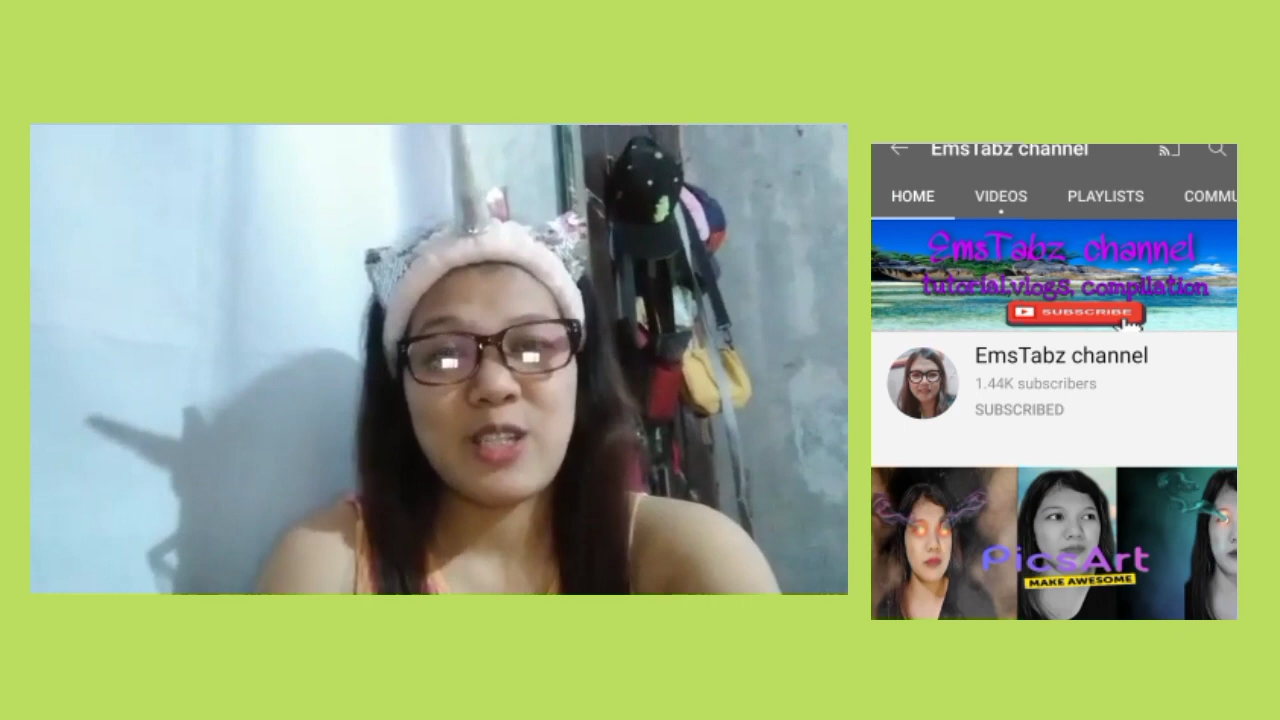 EmsTabz channel
HOME VIDEOS PLAYLISTS COMMU
EmsTabz channel
tutorial,vlogs, compilation
SUBSCRIBE
EmsTabz channel
1.44K subscribers
SUBSCRIBED
PicsArt
MAKE AWESOME